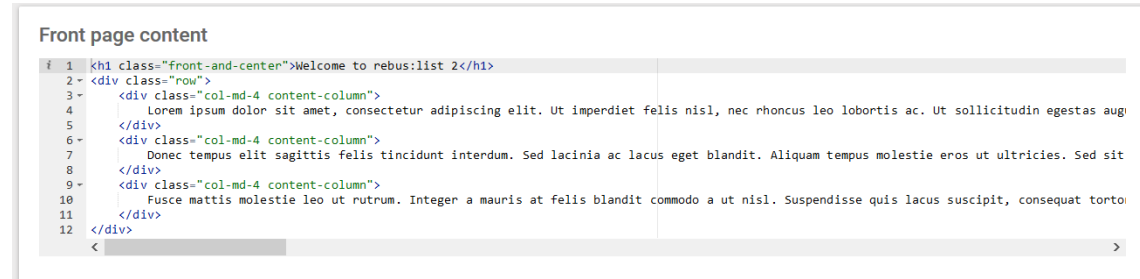 Front page content
i 1 <h1 class="front-and-center">Welcome to rebus:list 2</h1>
2 <div class="row">
3 <div class="col-md-4 content-column">
4 Lorem ipsum dolor sit amet, consectetur adipiscing elit. Ut imperdiet felis nisl, nec rhoncus leo lobortis ac. Ut sollicitudin egestas
5 </div>
6 <div class="col-md-4 content-column">
7 Donec tempus elit sagittis felis tincidunt interdum. Sed lacinia ac lacus eget blandit. Aliquam tempus molestie eros ut ultricies. Sed sit
8 </div>
9 <div class="col-md-4 content-column">
10 Fusce mattis molestie leo ut rutrum. Integer a mauris at felis blandit commodo a ut nisl. Suspendisse quis lacus suscipit, consequat
11 </div>
12 </div>